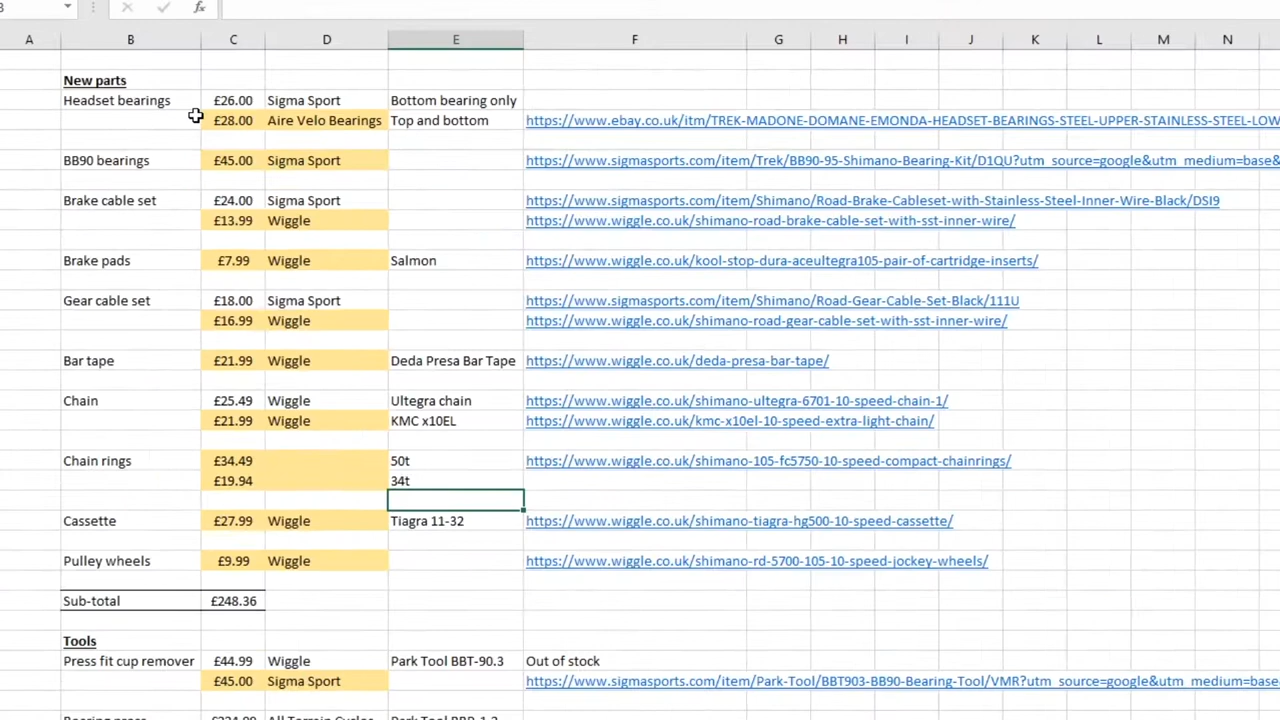 fx
A B C D E F G H I J K L M N
New parts
Headset bearings £26.00 Sigma Sport Bottom bearing only
£28.00 Aire Velo Bearings Top and bottom https://www.ebay.co.uk/itm/TREK-MADONE-DOMANE-EMONDA-HEADSET-BEARINGS-STEEL-UPPER-STAINLESS-STEEL-LOW
BB90 bearings £45.00 Sigma Sport https://www.sigmasports.com/item/Trek/BB90-95-Shimano-Bearing-Kit/D1QU?utm_source=google&utm_medium=base&
Brake cable set £24.00 Sigma Sport https://www.sigmasports.com/item/Shimano/Road-Brake-Cableset-with-Stainless-Steel-Inner-Wire-Black/DSI9
£13.99 Wiggle https://www.wiggle.co.uk/shimano-road-brake-cable-set-with-sst-inner-wire/
Brake pads £7.99 Wiggle Salmon https://www.wiggle.co.uk/kool-stop-dura-aceultegra105-pair-of-cartridge-inserts/
Gear cable set £18.00 Sigma Sport https://www.sigmasports.com/item/Shimano/Road-Gear-Cable-Set-Black/111U
£16.99 Wiggle https://www.wiggle.co.uk/shimano-road-gear-cable-set-with-sst-inner-wire/
Bar tape £21.99 Wiggle Deda Presa Bar Tape https://www.wiggle.co.uk/deda-presa-bar-tape/
Chain £25.49 Wiggle Ultegra chain https://www.wiggle.co.uk/shimano-ultegra-6701-10-speed-chain-1/
£21.99 Wiggle KMC x10EL https://www.wiggle.co.uk/kmc-x10el-10-speed-extra-light-chain/
Chain rings £34.49 50t https://www.wiggle.co.uk/shimano-105-fc5750-10-speed-compact-chainrings/
£19.94 34t
Cassette £27.99 Wiggle Tiagra 11-32 https://www.wiggle.co.uk/shimano-tiagra-hg500-10-speed-cassette/
Pulley wheels £9.99 Wiggle https://www.wiggle.co.uk/shimano-rd-5700-105-10-speed-jockey-wheels/
Sub-total £248.36
Tools
Press fit cup remover £44.99 Wiggle Park Tool BBT-90.3 Out of stock
£45.00 Sigma Sport https://www.sigmasports.com/item/Park-Tool/BBT903-BB90-Bearing-Tool/VMR?utm_source=google&utm_medium=base